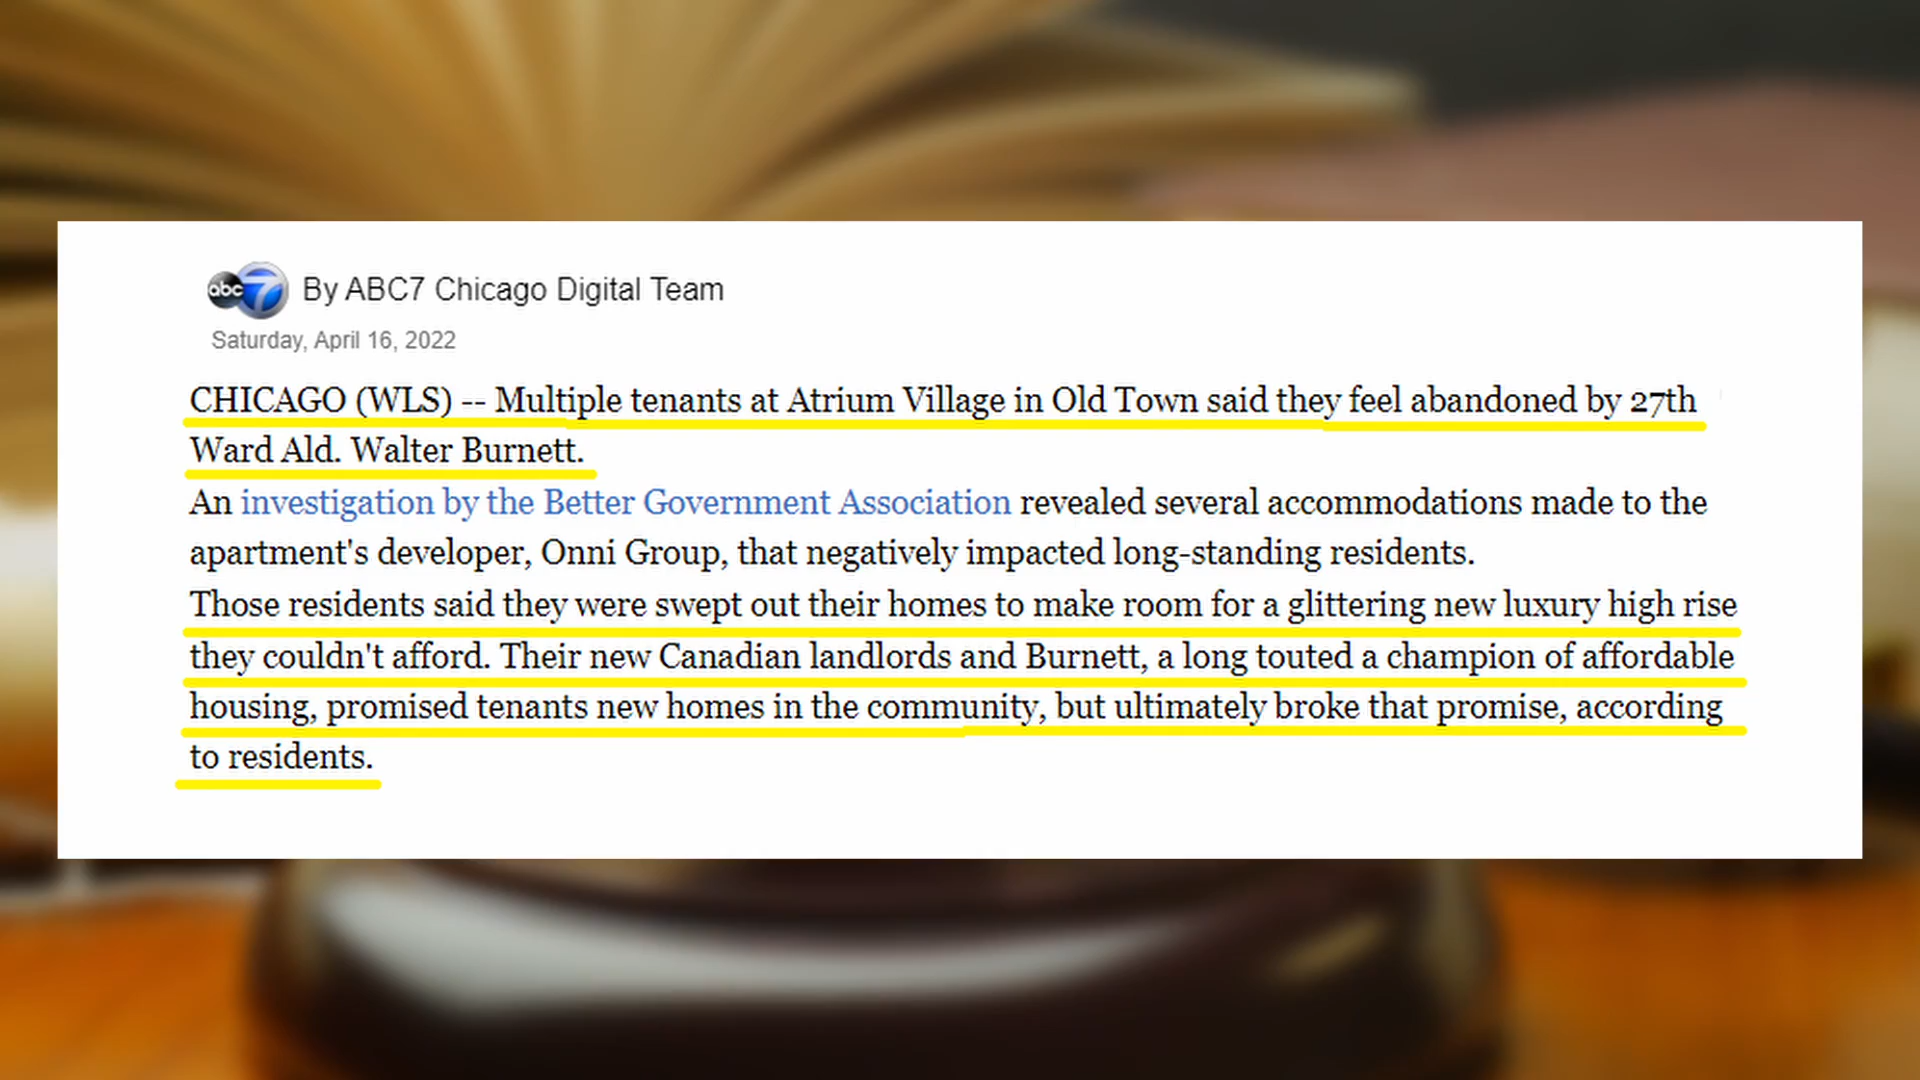 abc 7 By ABC7 Chicago Digital Team
Saturday, April 16, 2022
CHICAGO (WLS) -- Multiple tenants at Atrium Village in Old Town said they feel abandoned by 27th
Ward Ald. Walter Burnett.
An investigation by the Better Government Association revealed several accommodations made to the
apartment's developer, Onni Group, that negatively impacted long-standing residents.
Those residents said they were swept out their homes to make room for a glittering new luxury high rise
they couldn't afford. Their new Canadian landlords and Burnett, a long touted a champion of affordable
housing, promised tenants new homes in the community, but ultimately broke that promise, according
to residents.